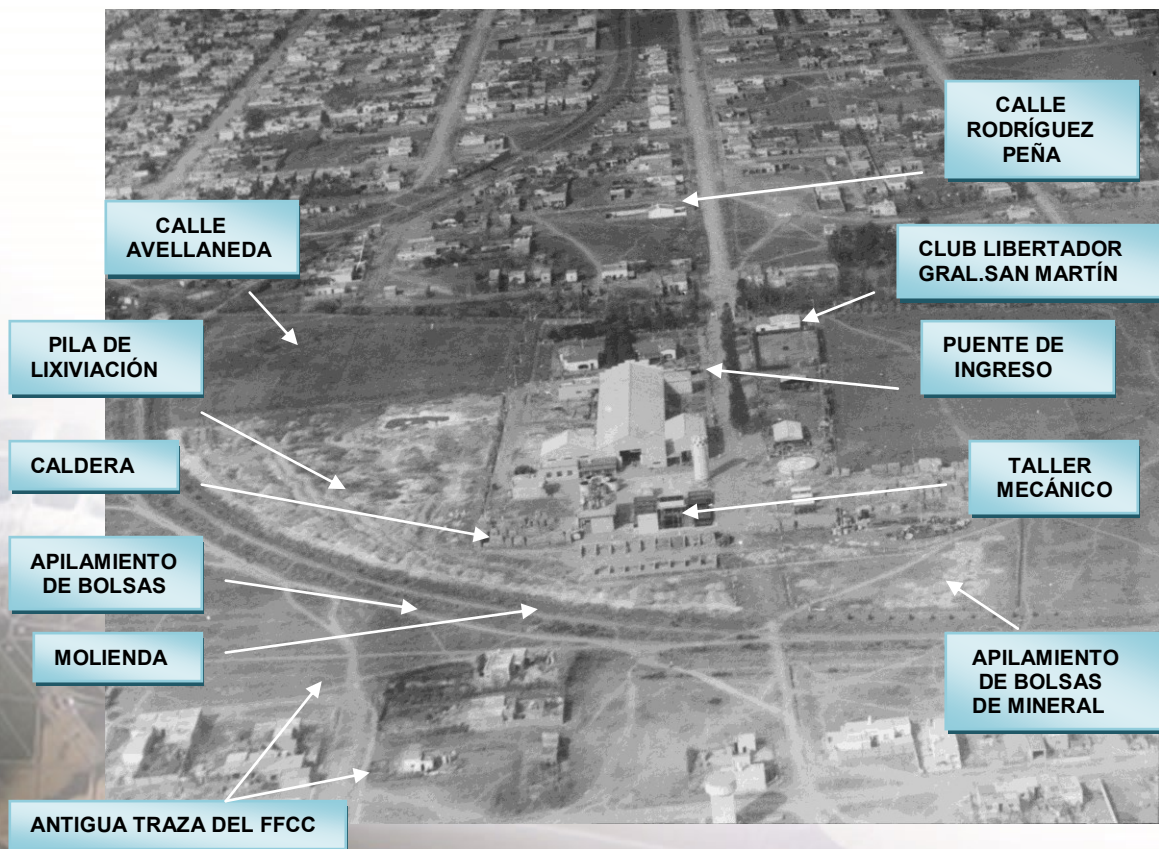 CALLE
RODRÍGUEZ
PEÑA
CALLE
AVELLANEDA
CLUB LIBERTADOR
GRAL.SAN MARTÍN
PILA DE
LIXIVIACIÓN
PUENTE DE
INGRESO
CALDERA
TALLER
MECÁNICO
APILAMIENTO
DE BOLSAS
MOLIENDA
APILAMIENTO
DE BOLSAS
DE MINERAL
ANTIGUA TRAZA DEL FFCC